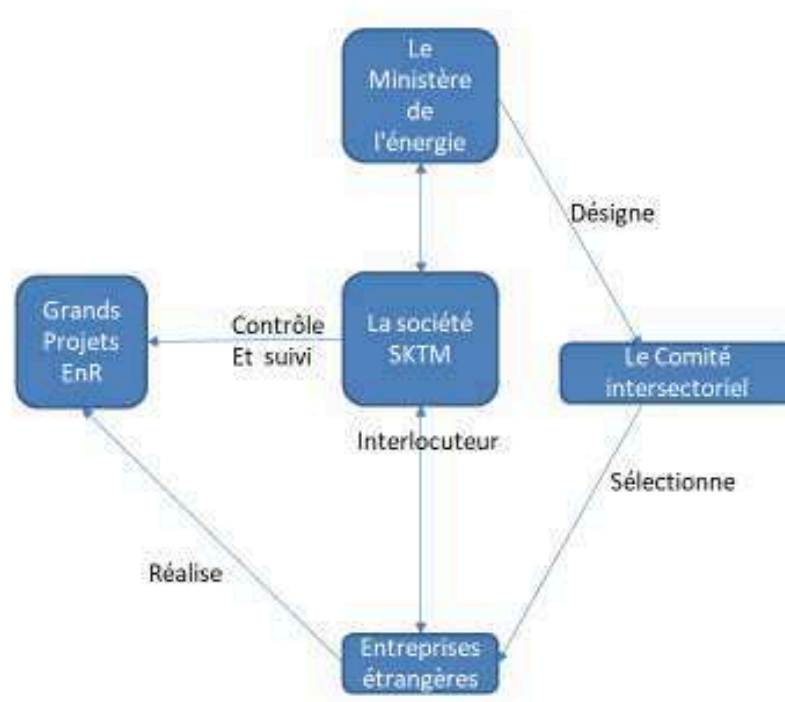 Le
Ministère
de
l'énergie
Désigne
Grands
Projets
EnR
Contrôle
Et suivi
La société
SKTM
Le Comité
intersectoriel
Interlocuteur
Sélectionne
Réalise
Entreprises
étrangères